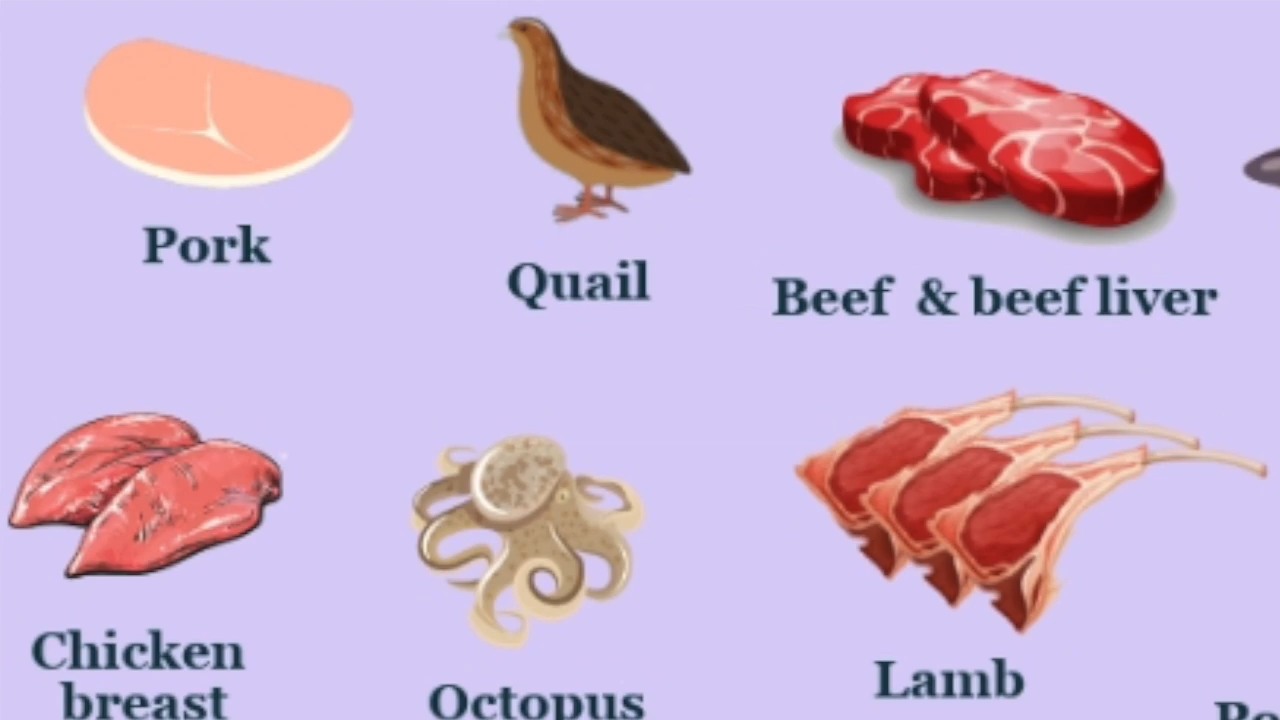 Pork
Quail
Beef & beef liver
Chicken
breast
Octopus
Lamb